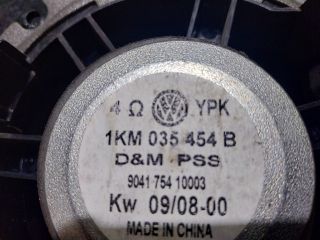 4 Ω YPK
1KM 035 454 B
D&M PSS
9041 754 10003
Kw 09/08-00
MADE IN CHINA